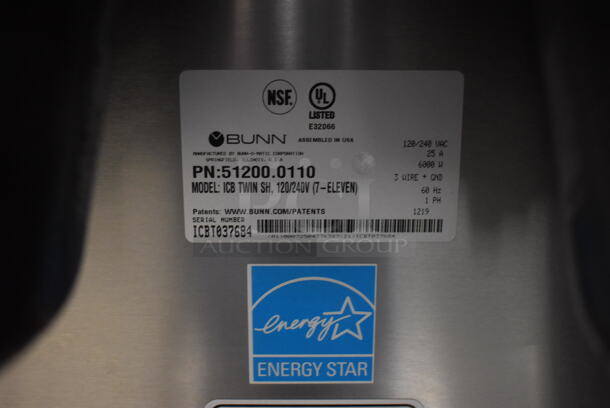 NSF.
UL
LISTED
E32066
BUNN
ASSEMBLED IN USA
MANUFACTURED BY BUNN-O-MATIC CORPORATION
SPRINGFIELD, ILLINOIS, U.S.A.
120/240 VAC
25 A
6000 W
3 WIRE + GND
60 Hz
1 PH
1219
PN:51200.0110
MODEL: ICB TWIN SH, 120/240V (7-ELEVEN)
Patents: WWW.BUNN.COM/PATENTS
SERIAL NUMBER
ICBT037684
AUCTION GROUP
energy
ENERGY STAR